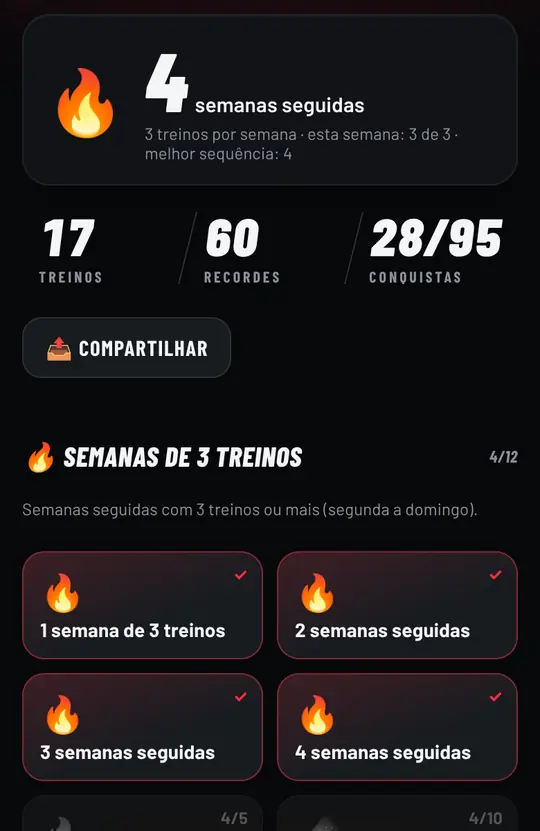 4 semanas seguidas
3 treinos por semana · esta semana: 3 de 3 ·
melhor sequência: 4
17 60 28/95
TREINOS RECORDES CONQUISTAS
COMPARTILHAR
SEMANAS DE 3 TREINOS 4/12
Semanas seguidas com 3 treinos ou mais (segunda a domingo).
1 semana de 3 treinos
2 semanas seguidas
3 semanas seguidas
4 semanas seguidas
4/5 4/10